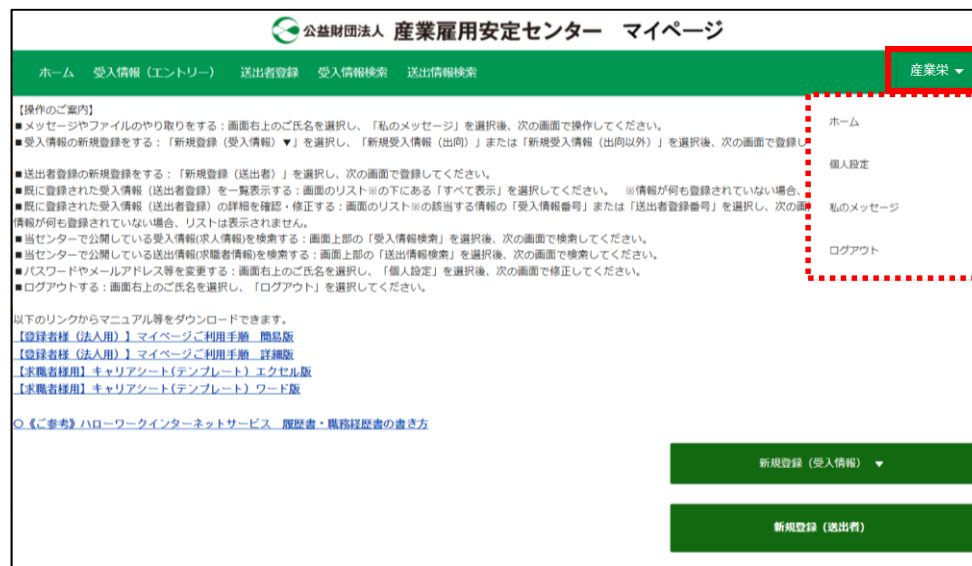 公益財団法人 産業雇用安定センター マイページ
ホーム 受入情報（エントリー） 送出者登録 受入情報検索 送出情報検索 産業栄 ▼
ホーム
個人設定
私のメッセージ
ログアウト
【操作のご案内】
■メッセージやファイルのやり取りをする：画面右上のご氏名を選択し、「私のメッセージ」を選択後、次の画面で操作してください。
■受入情報の新規登録をする：「新規登録（受入情報）▼」を選択し、「新規受入情報（出向）」または「新規受入情報（出向以外）」を選択後、次の画面で登録し
■送出者登録の新規登録をする：「新規登録（送出者）」を選択し、次の画面で登録してください。
■既に登録された受入情報（送出者登録）を一覧表示する：画面のリスト※の下にある「すべて表示」を選択してください。 ※情報が何も登録されていない場合、
■既に登録された受入情報（送出者登録）の詳細を確認・修正する：画面のリスト※の該当する情報の「受入情報番号」または「送出者登録番号」を選択し、次の画
情報が何も登録されていない場合、リストは表示されません。
■当センターで公開している受入情報(求人情報)を検索する：画面上部の「受入情報検索」を選択後、次の画面で検索してください。
■当センターで公開している送出情報(求職者情報)を検索する：画面上部の「送出情報検索」を選択後、次の画面で検索してください。
■パスワードやメールアドレス等を変更する：画面右上のご氏名を選択し、「個人設定」を選択後、次の画面で修正してください。
■ログアウトする：画面右上のご氏名を選択し、「ログアウト」を選択してください。
以下のリンクからマニュアル等をダウンロードできます。
【登録者様（法人用）】マイページご利用手順 簡易版
【登録者様（法人用）】マイページご利用手順 詳細版
【求職者様用】キャリアシート(テンプレート) エクセル版
【求職者様用】キャリアシート(テンプレート) ワード版
○《ご参考》ハローワークインターネットサービス 履歴書・職務経歴書の書き方
新規登録（受入情報） ▼
新規登録（送出者）